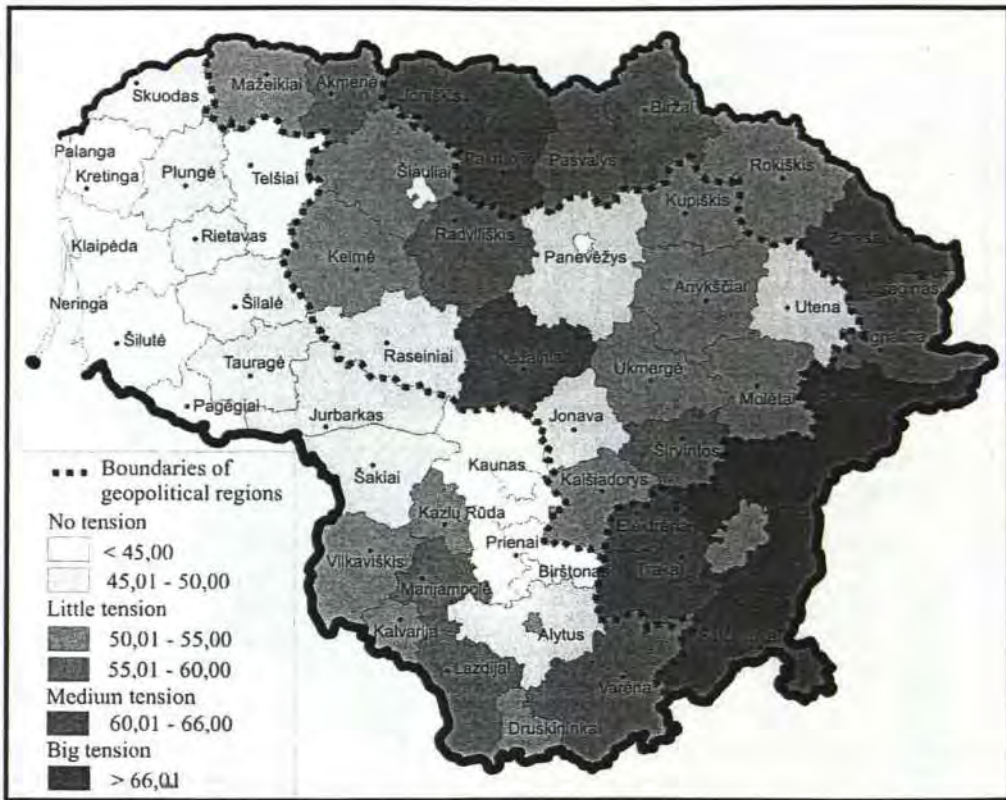 Skuodas
Mažeikiai
Akmenė
Joniškis
Biržai
Palanga
Kretinga
Plungė
Telšiai
Šiauliai
Pasvalys
Rokiškis
Kupiškis
Klaipėda
Rietavas
Kelmė
Radviliškis
Panevėžys
Anykščiai
Utena
Neringa
Šilalė
Šilutė
Tauragė
Raseiniai
Ukmergė
Molėtai
Pagėgiai
Jurbarkas
Jonava
Širvintos
Šakiai
Kaunas
Kaišiadorys
Kazlų Rūda
Prienai
Elektrėnai
Vilkaviškis
Birštonas
Trakai
Marijampolė
Kalvarija
Alytus
Lazdijai
Varėna
Druskininkai
Boundaries of
geopolitical regions
No tension
< 45,00
45,01 - 50,00
Little tension
50,01 - 55,00
55,01 - 60,00
Medium tension
60,01 - 66,00
Big tension
> 66,01